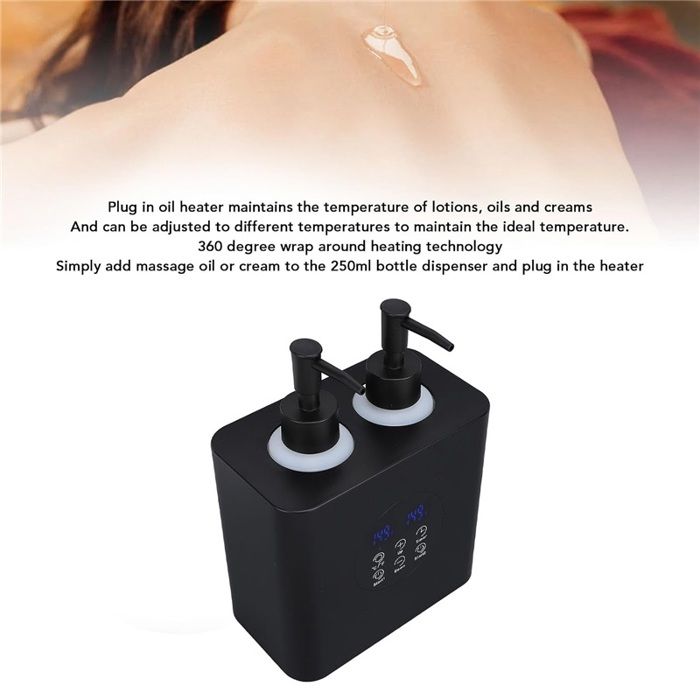 Plug in oil heater maintains the temperature of lotions, oils and creams
And can be adjusted to different temperatures to maintain the ideal temperature.
360 degree wrap around heating technology
Simply add massage oil or cream to the 250ml bottle dispenser and plug in the heater
149 149